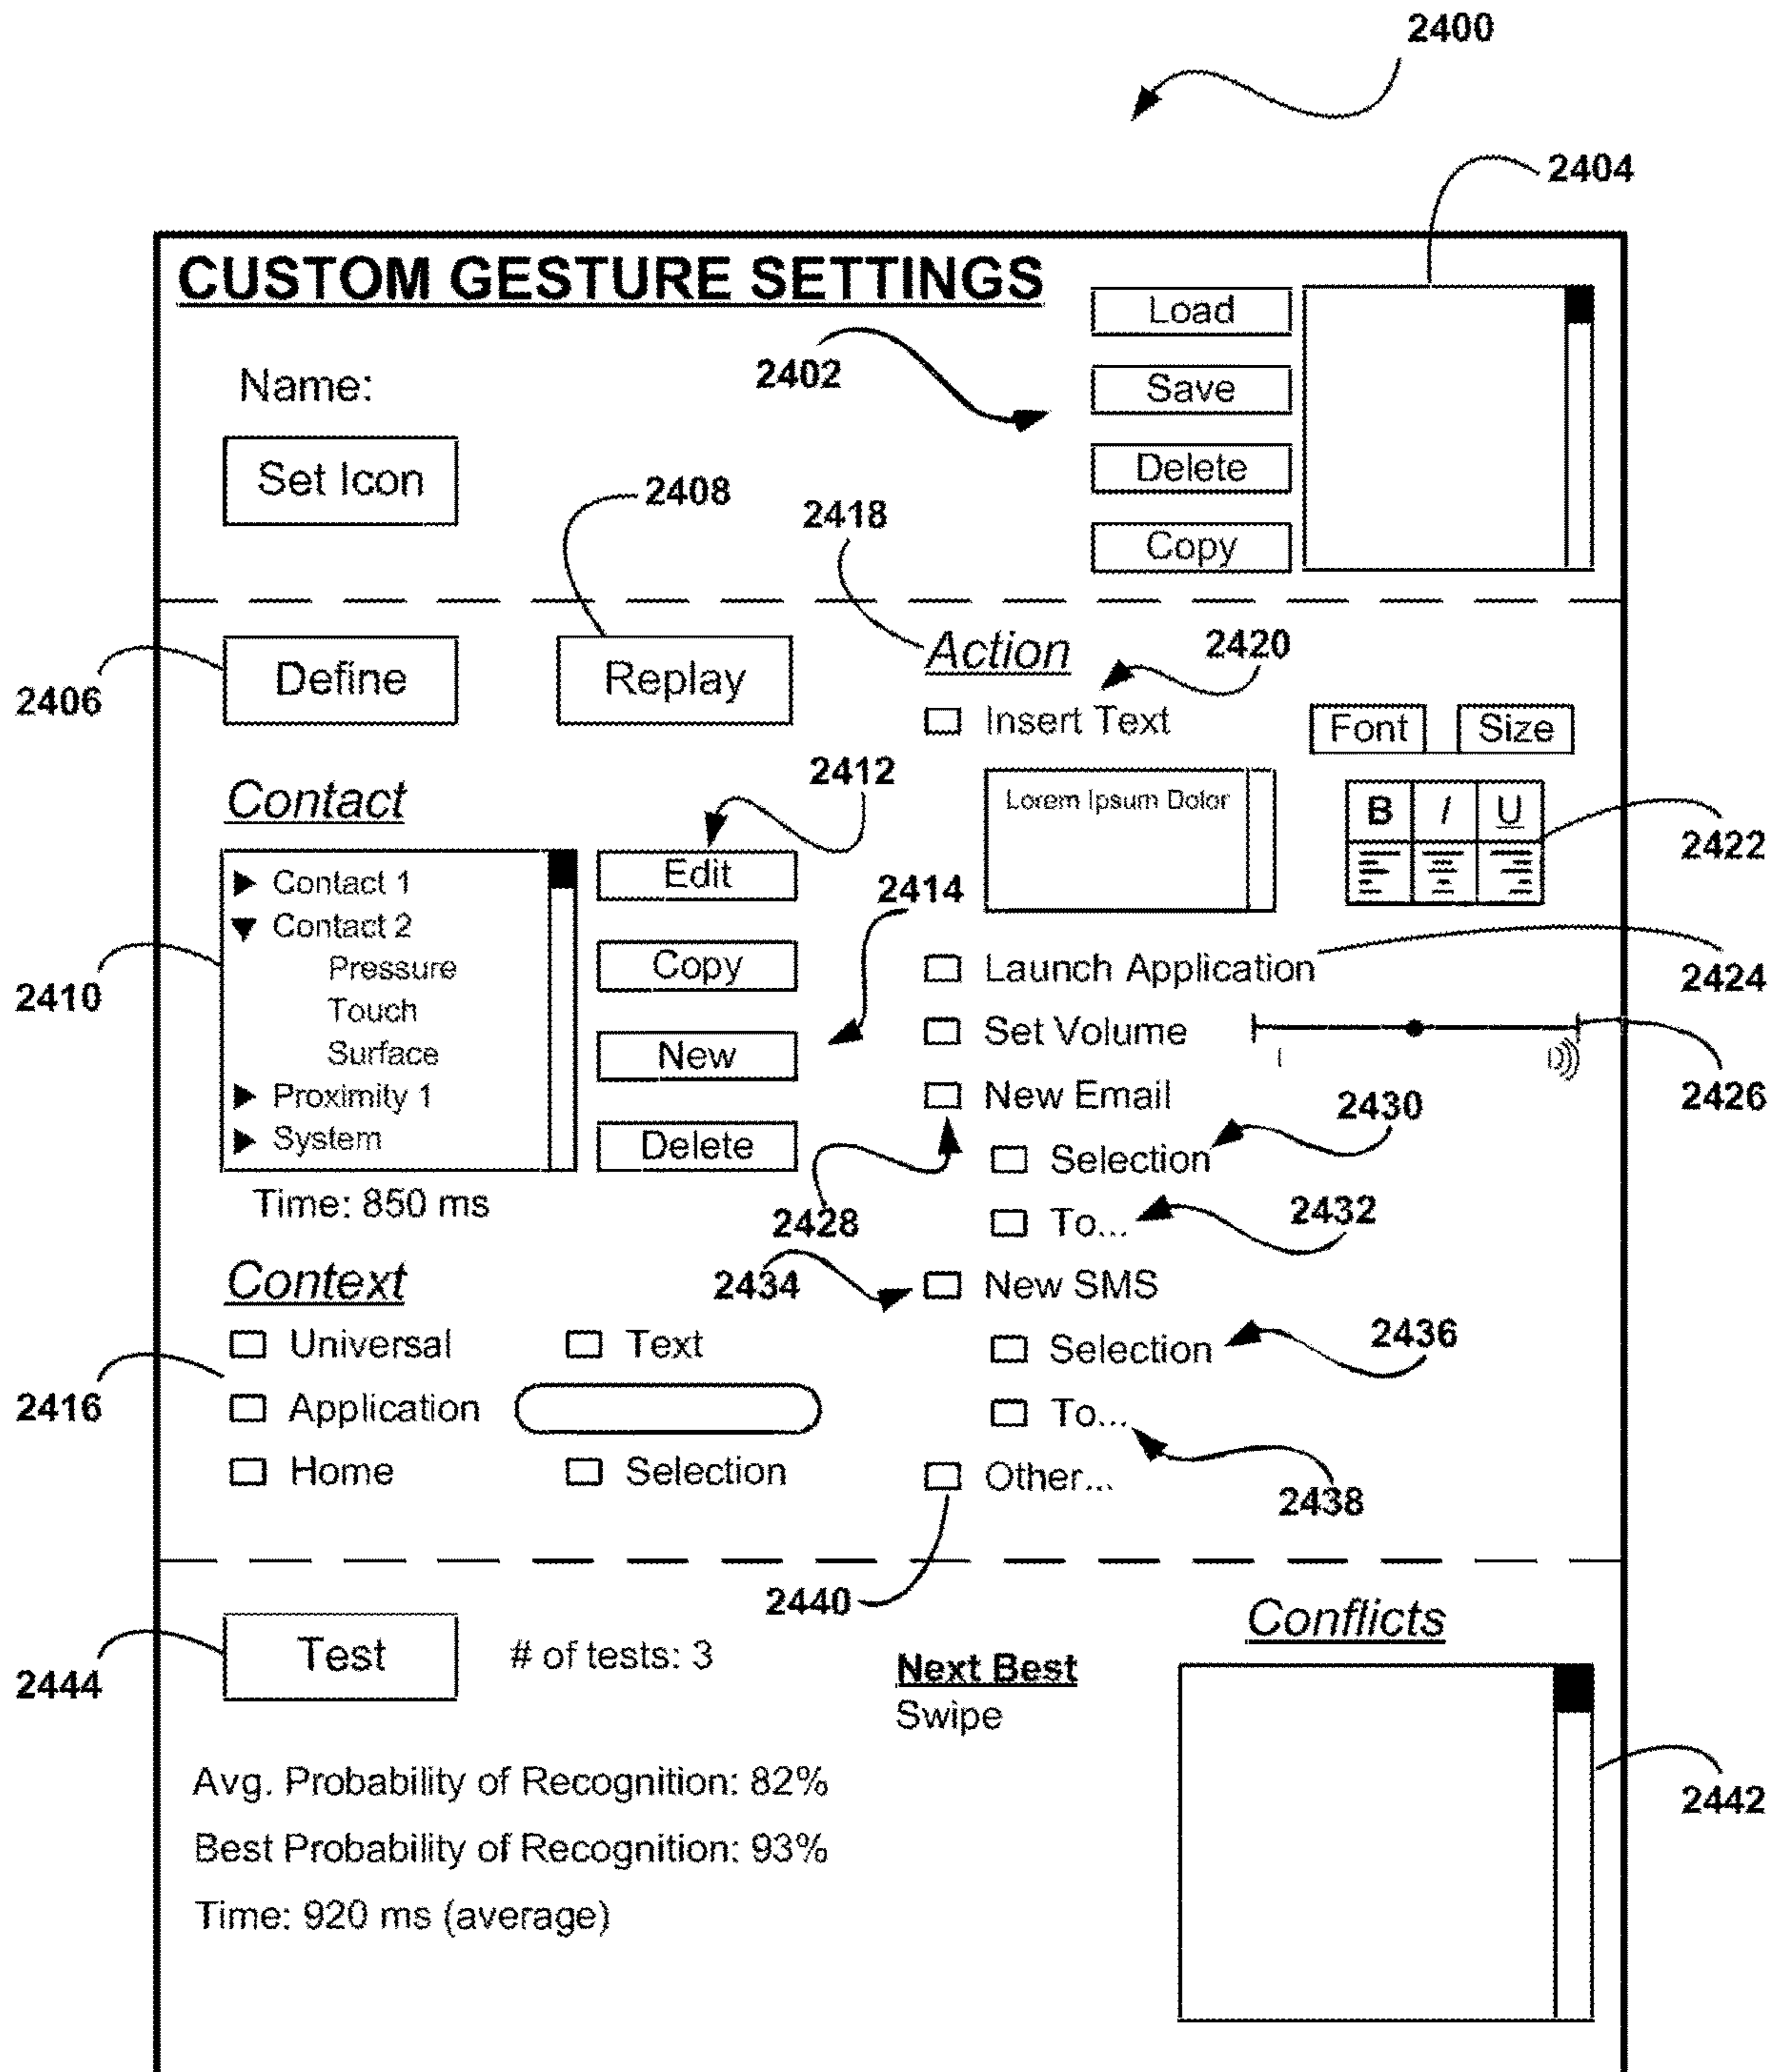 2400
2404
CUSTOM GESTURE SETTINGS
Load
2402
Save
Name:
Delete
Set Icon
2408
2418
Copy
2406
Define
Replay
Action
2420
Insert Text
Font
Size
2412
Contact
Lorem Ipsum Dolor
B
I
U
2422
Edit
2414
2410
Contact 1
Contact 2
Pressure
Touch
Surface
Proximity 1
System
Copy
New
Delete
Time: 850 ms
Launch Application
2424
Set Volume
2426
New Email
2430
Selection
2428
To...
2432
2434
New SMS
Selection
2436
To...
2438
Other...
2440
Context
Universal
Text
2416
Application
Home
Selection
2444
Test
# of tests: 3
Next Best
Swipe
Conflicts
2442
Avg. Probability of Recognition: 82%
Best Probability of Recognition: 93%
Time: 920 ms (average)